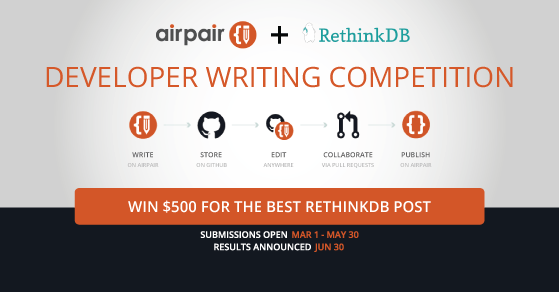 airpair + RethinkDB
DEVELOPER WRITING COMPETITION
WRITE STORE EDIT COLLABORATE PUBLISH
ON AIRPAIR ON GITHUB ANYWHERE VIA PULL REQUESTS ON AIRPAIR
WIN $500 FOR THE BEST RETHINKDB POST
SUBMISSIONS OPEN MAR 1 - MAY 30
RESULTS ANNOUNCED JUN 30